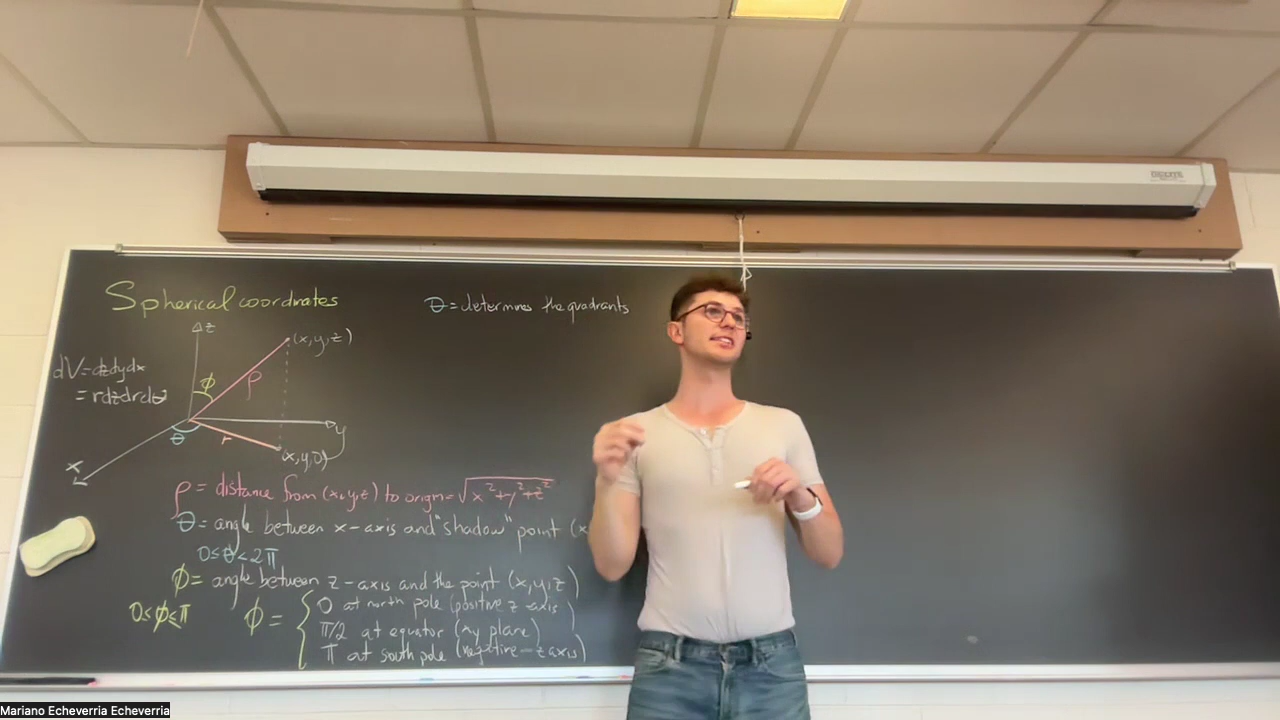 Spherical coordinates
θ = determines the quadrants
z
(x,y,z)
dV = dzdydx
= rdzdrdθ
ϕ
ρ
y
θ
r
(x,y,0)
x
ρ = distance from (x,y,z) to origin = √x²+y²+z²
θ = angle between x-axis and "shadow" point (x
0≤θ<2π
ϕ = angle between z-axis and the point (x,y,z)
0≤ϕ≤π
ϕ = { 0 at north pole (positive z-axis)
π/2 at equator (xy plane)
π at south pole (negative - z axis)
Mariano Echeverria Echeverria